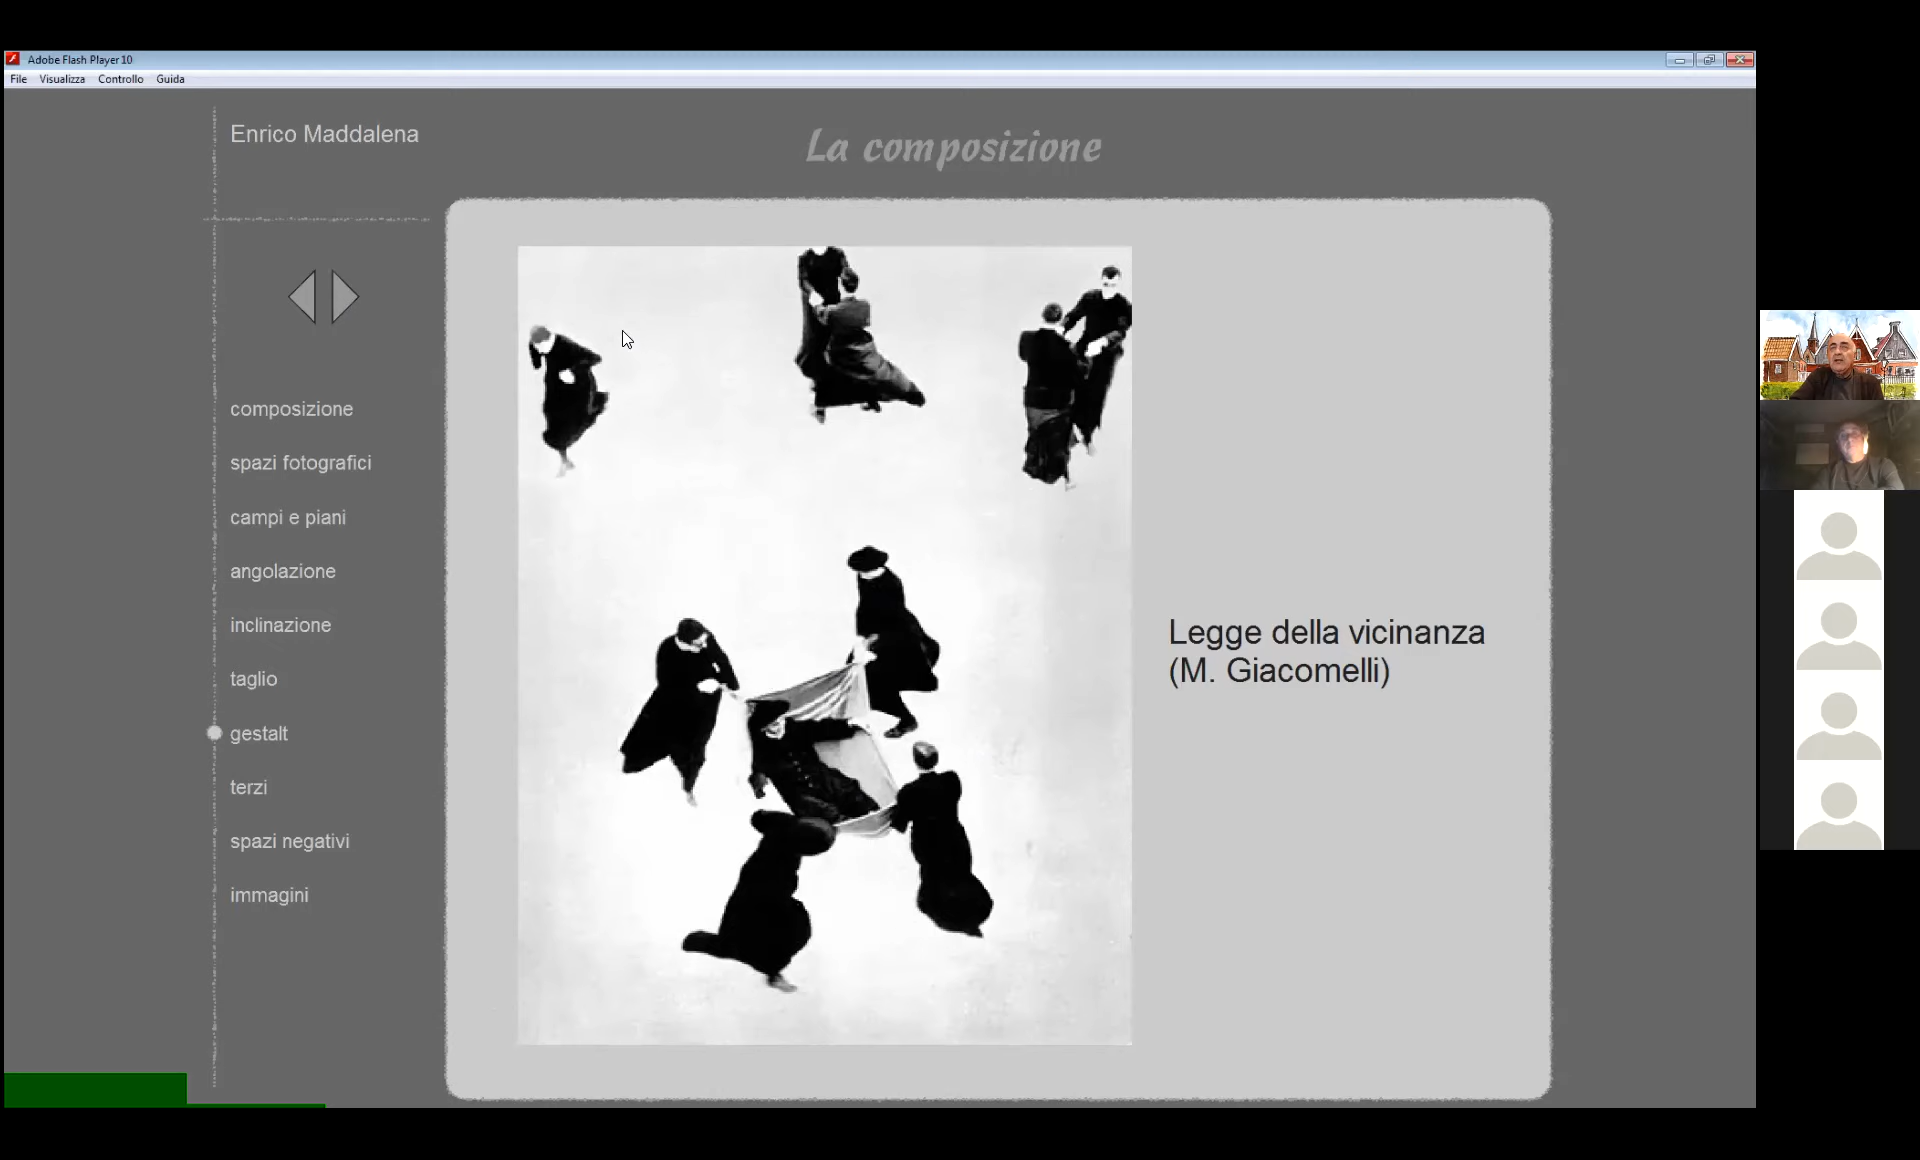 Adobe Flash Player 10
File Visualizza Controllo Guida
Enrico Maddalena
La composizione
composizione
spazi fotografici
campi e piani
angolazione
inclinazione
taglio
gestalt
terzi
spazi negativi
immagini
Legge della vicinanza
(M. Giacomelli)